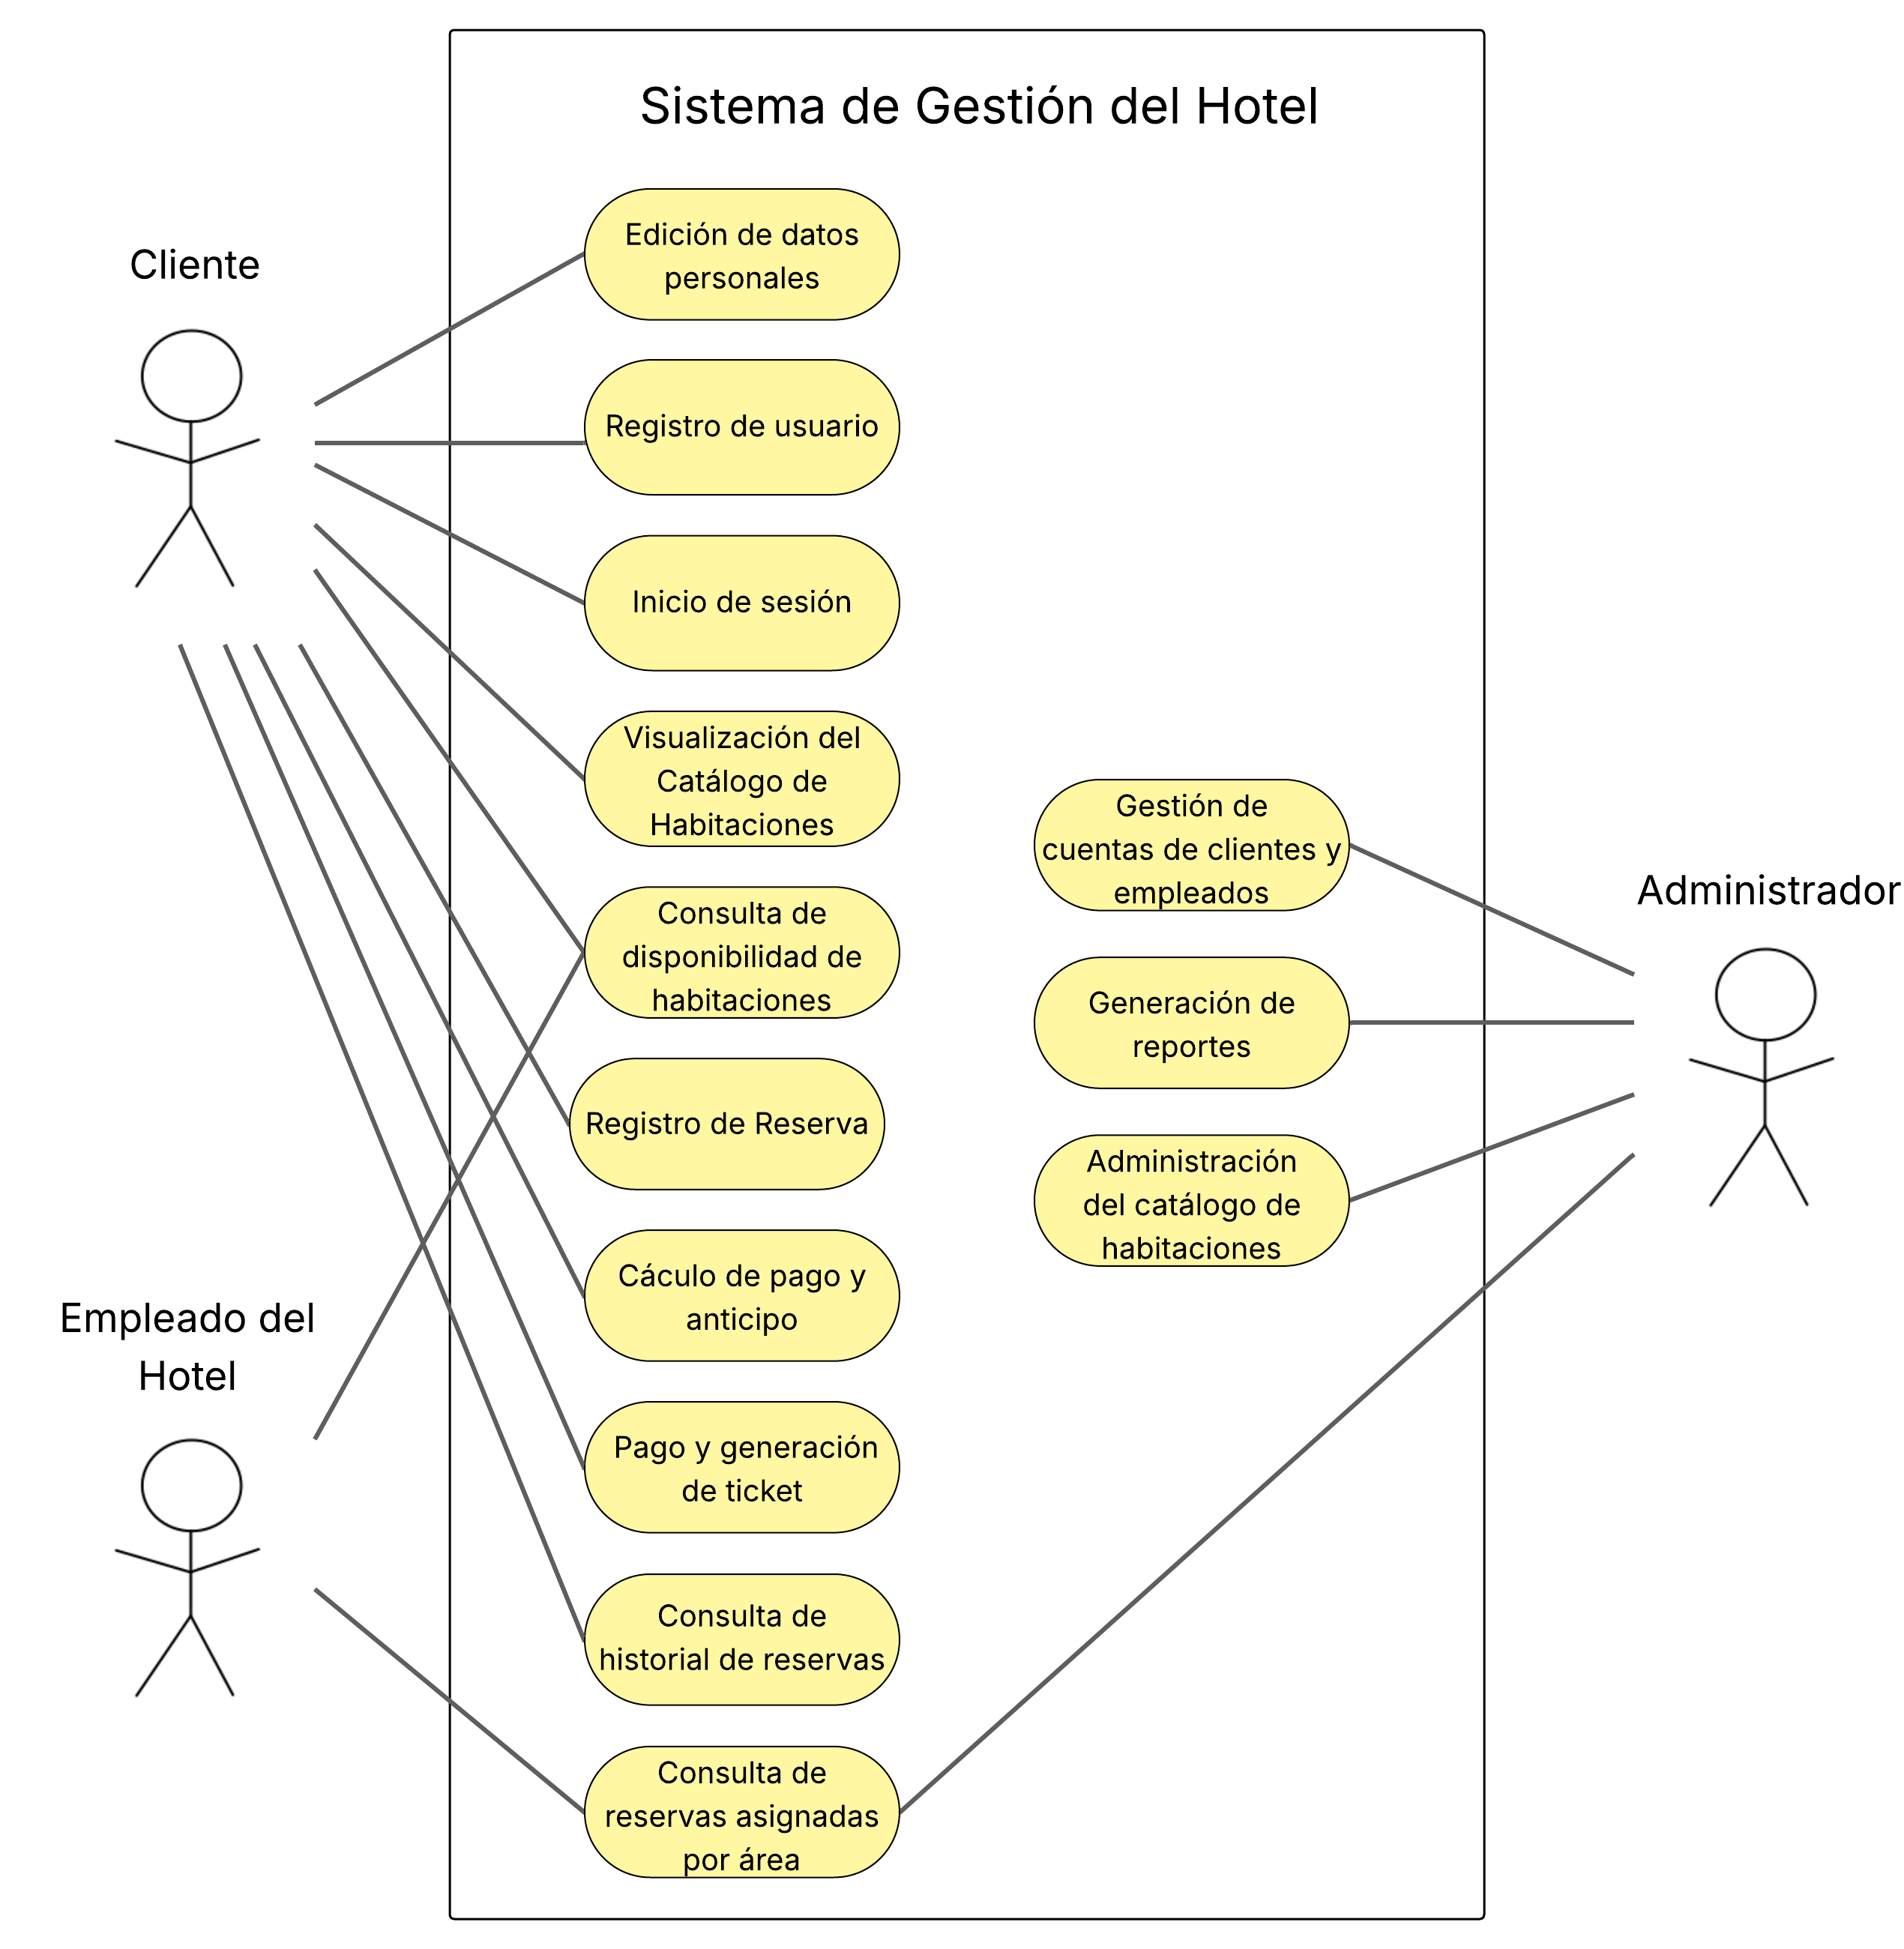 Sistema de Gestión del Hotel
Cliente
Edición de datos
personales
Registro de usuario
Inicio de sesión
Visualización del
Catálogo de
Habitaciones
Consulta de
disponibilidad de
habitaciones
Registro de Reserva
Cáculo de pago y
anticipo
Pago y generación
de ticket
Consulta de
historial de reservas
Consulta de
reservas asignadas
por área
Empleado del
Hotel
Gestión de
cuentas de clientes y
empleados
Generación de
reportes
Administración
del catálogo de
habitaciones
Administrador